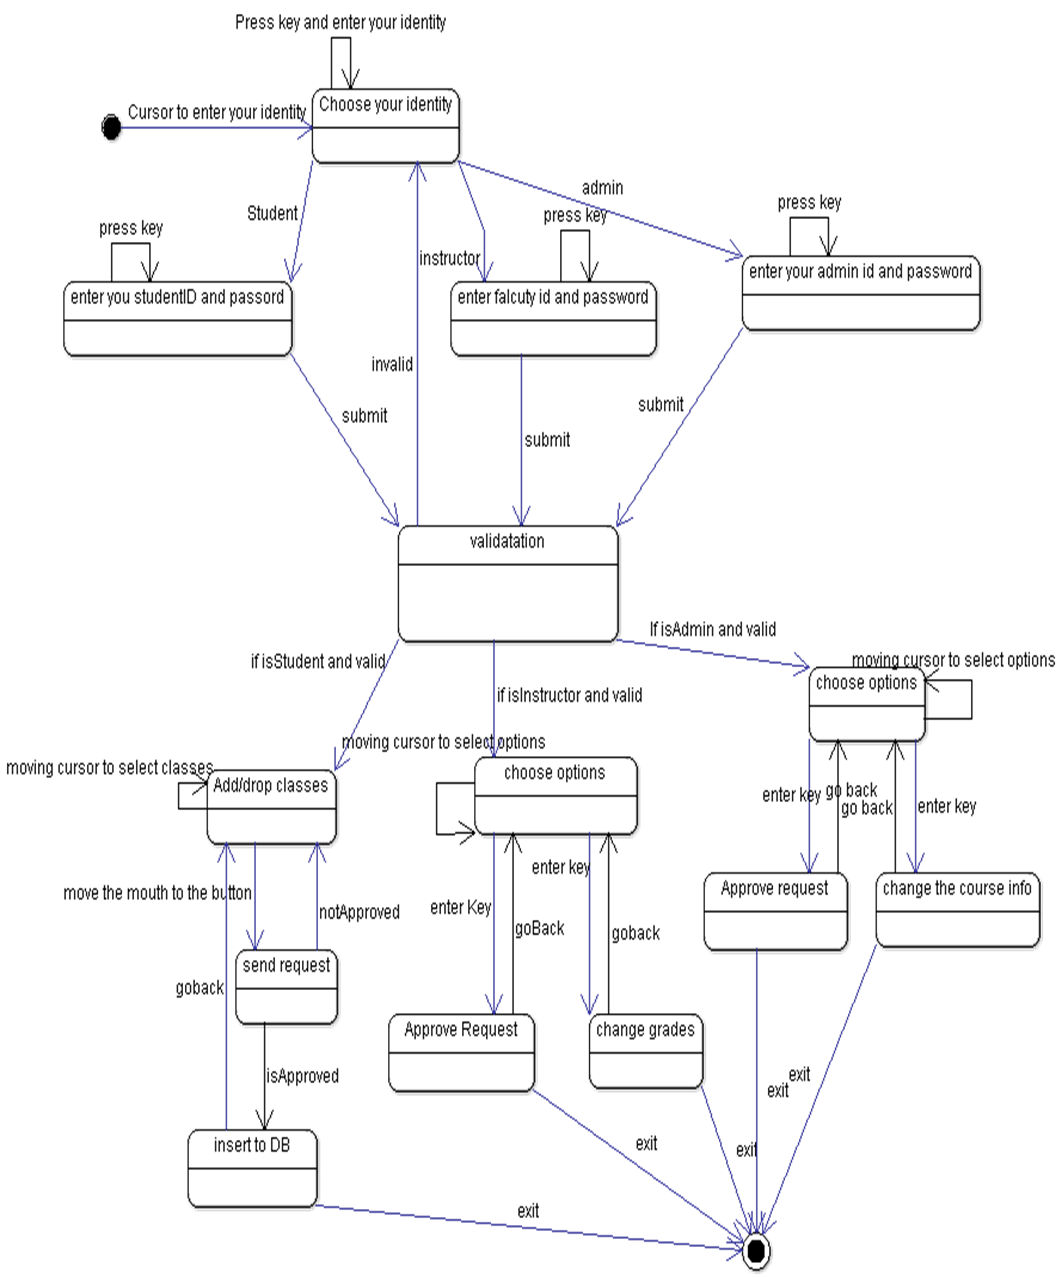 Press key and enter your identity
Choose your identity
Cursor to enter your identity
Student
instructor
admin
press key
press key
press key
enter you studentID and passord
enter falcuty id and password
enter your admin id and password
invalid
submit
submit
submit
validatation
if isStudent and valid
if isInstructor and valid
If isAdmin and valid
moving cursor to select options
choose options
moving cursor to select options
choose options
moving cursor to select classes
Add/drop classes
enter key
go back
go back
enter key
move the mouth to the button
notApproved
enter Key
goBack
enter key
goback
Approve request
change the course info
send request
goback
isApproved
Approve Request
change grades
insert to DB
exit
exit
exit
exit
exit